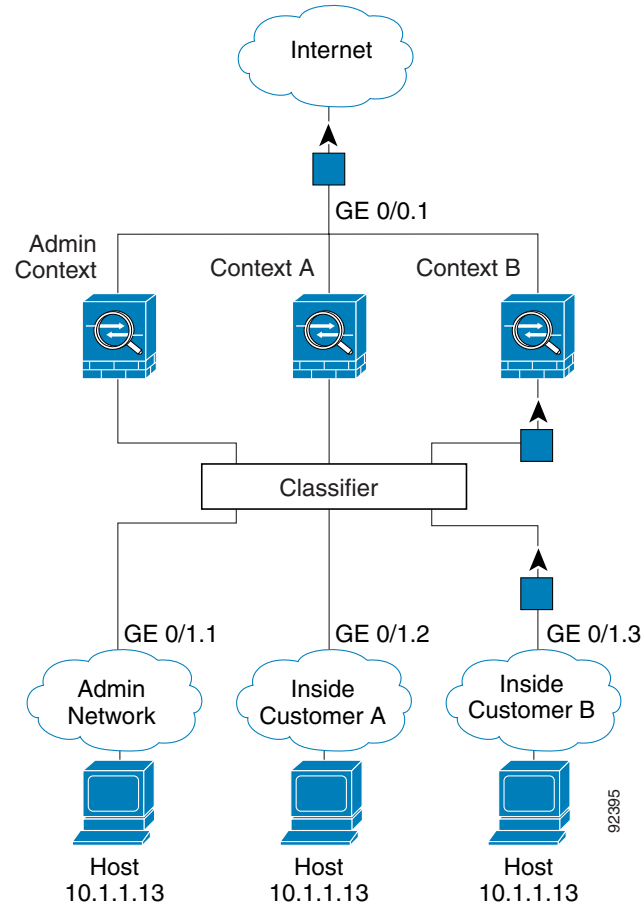 Internet
GE 0/0.1
Admin
Context
Context A
Context B
Classifier
GE 0/1.1
GE 0/1.2
GE 0/1.3
Admin
Network
Inside
Customer A
Inside
Customer B
92395
Host
10.1.1.13
Host
10.1.1.13
Host
10.1.1.13